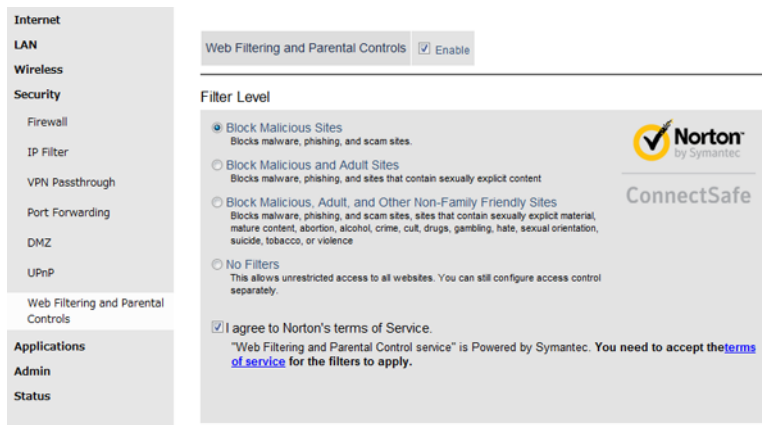 Internet
LAN
Wireless
Security
Firewall
IP Filter
VPN Passthrough
Port Forwarding
DMZ
UPnP
Web Filtering and Parental
Controls
Applications
Admin
Status
Web Filtering and Parental Controls Enable
Filter Level
Block Malicious Sites
Blocks malware, phishing, and scam sites.
Block Malicious and Adult Sites
Blocks malware, phishing, and sites that contain sexually explicit content
Block Malicious, Adult, and Other Non-Family Friendly Sites
Blocks malware, phishing, and scam sites, sites that contain sexually explicit material,
mature content, abortion, alcohol, crime, cult, drugs, gambling, hate, sexual orientation,
suicide, tobacco, or violence
No Filters
This allows unrestricted access to all websites. You can still configure access control
separately.
Norton
by Symantec
ConnectSafe
I agree to Norton's terms of Service.
"Web Filtering and Parental Control service" is Powered by Symantec. You need to accept theterms
of service for the filters to apply.